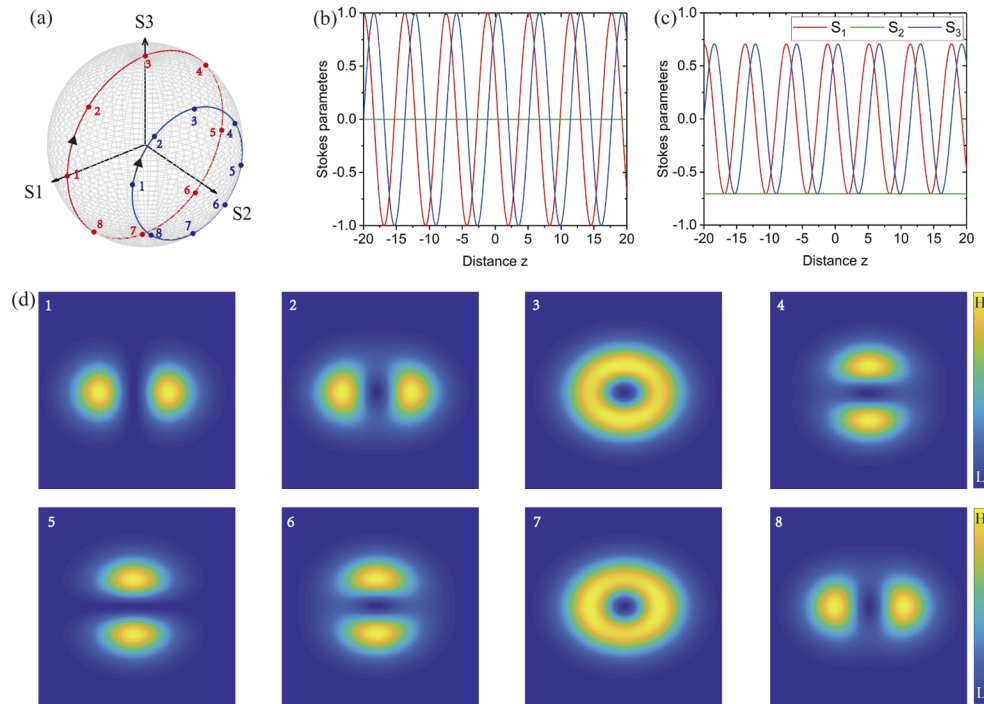 (a)
S3
S1
S2
1
2
3
4
5
6
7
8
1
2
3
4
5
6
7
8
(b)
Stokes parameters
1.0
0.5
0.0
-0.5
-1.0
-20 -15 -10 -5 0 5 10 15 20
Distance z
(c)
S1 S2 S3
Stokes parameters
1.0
0.5
0.0
-0.5
-1.0
-20 -15 -10 -5 0 5 10 15 20
Distance z
(d)
1 2 3 4
H
L
5 6 7 8
H
L